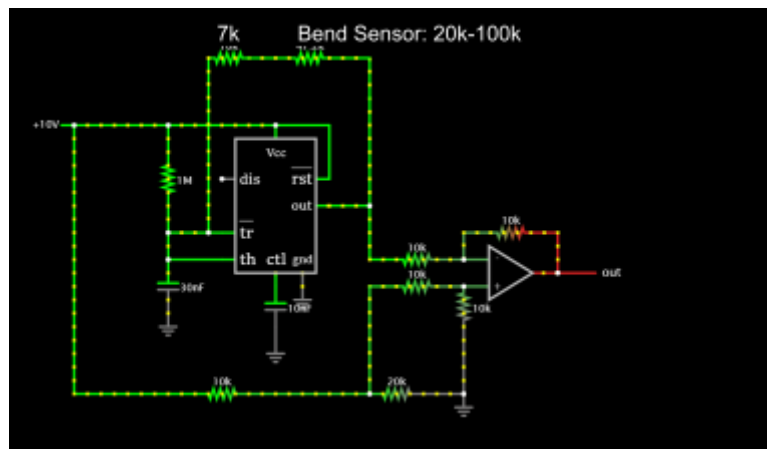 7k Bend Sensor: 20k-100k
+10V
Vcc
1M
dis
rst
out
tr
th ctl gnd
30nF
10k
10k
10k
out
10k
10k
20k